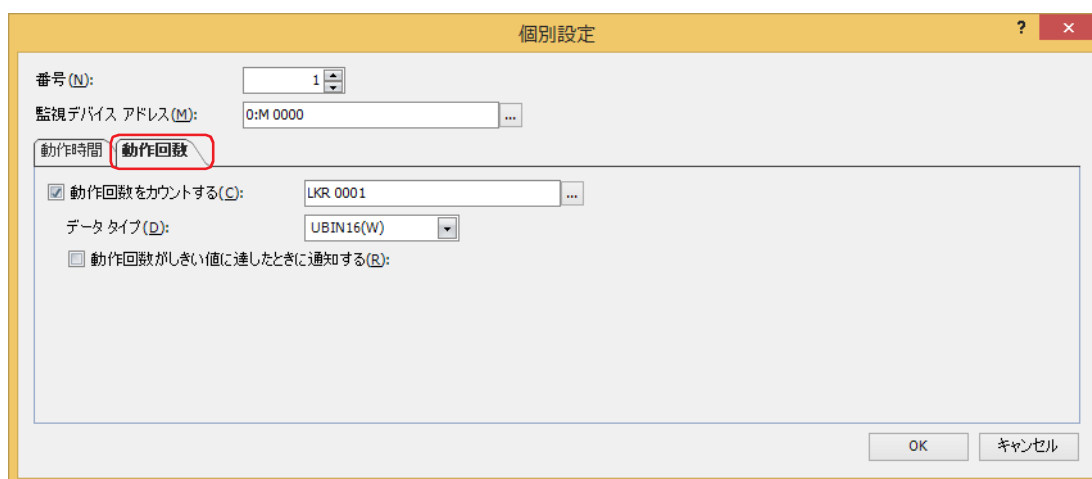 個別設定
? ×
番号(N): 1
監視デバイス アドレス(M): 0:M 0000 ...
動作時間 動作回数
動作回数をカウントする(C): LKR 0001 ...
データ タイプ(D): UBIN16(W)
動作回数がしきい値に達したときに通知する(R):
OK キャンセル